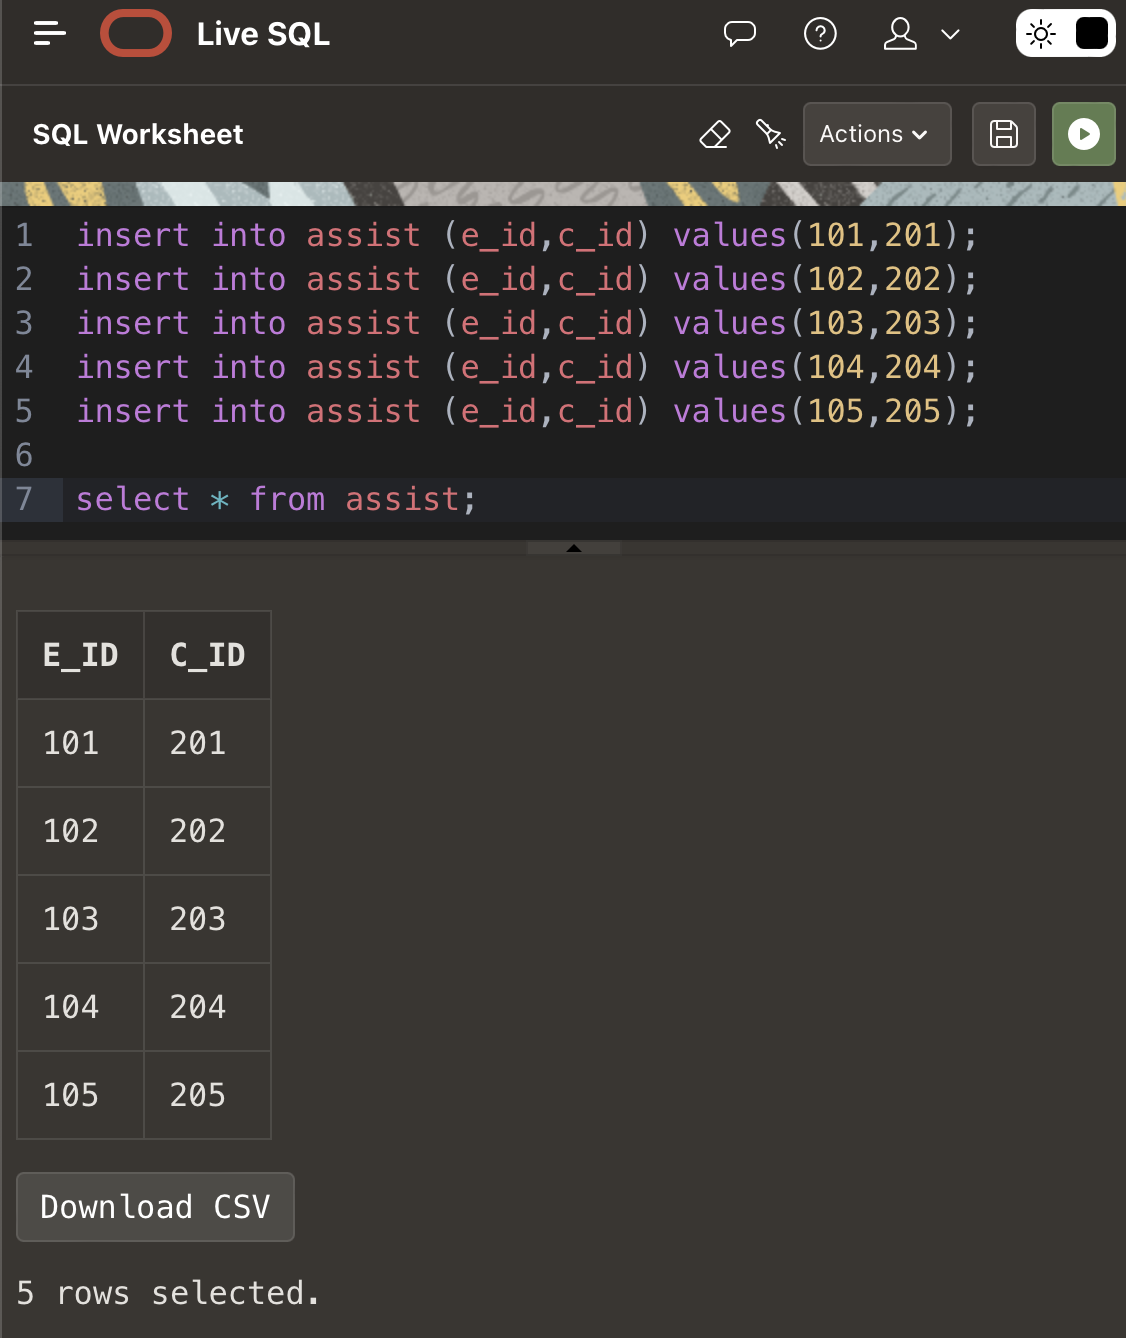 Live SQL
SQL Worksheet
Actions
1 insert into assist (e_id,c_id) values(101,201);
2 insert into assist (e_id,c_id) values(102,202);
3 insert into assist (e_id,c_id) values(103,203);
4 insert into assist (e_id,c_id) values(104,204);
5 insert into assist (e_id,c_id) values(105,205);
6
7 select * from assist;
E_ID C_ID
101 201
102 202
103 203
104 204
105 205
Download CSV
5 rows selected.